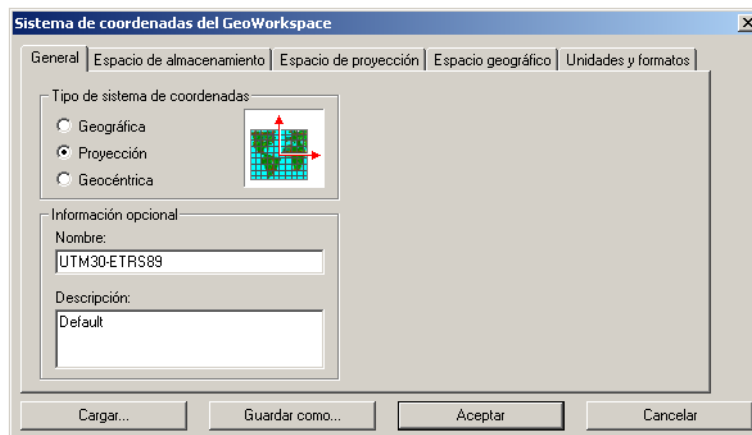 Sistema de coordenadas del GeoWorkspace
General Espacio de almacenamiento Espacio de proyección Espacio geográfico Unidades y formatos
Tipo de sistema de coordenadas
Geográfica
Proyección
Geocéntrica
Información opcional
Nombre:
UTM30-ETRS89
Descripción:
Default
Cargar... Guardar como... Aceptar Cancelar